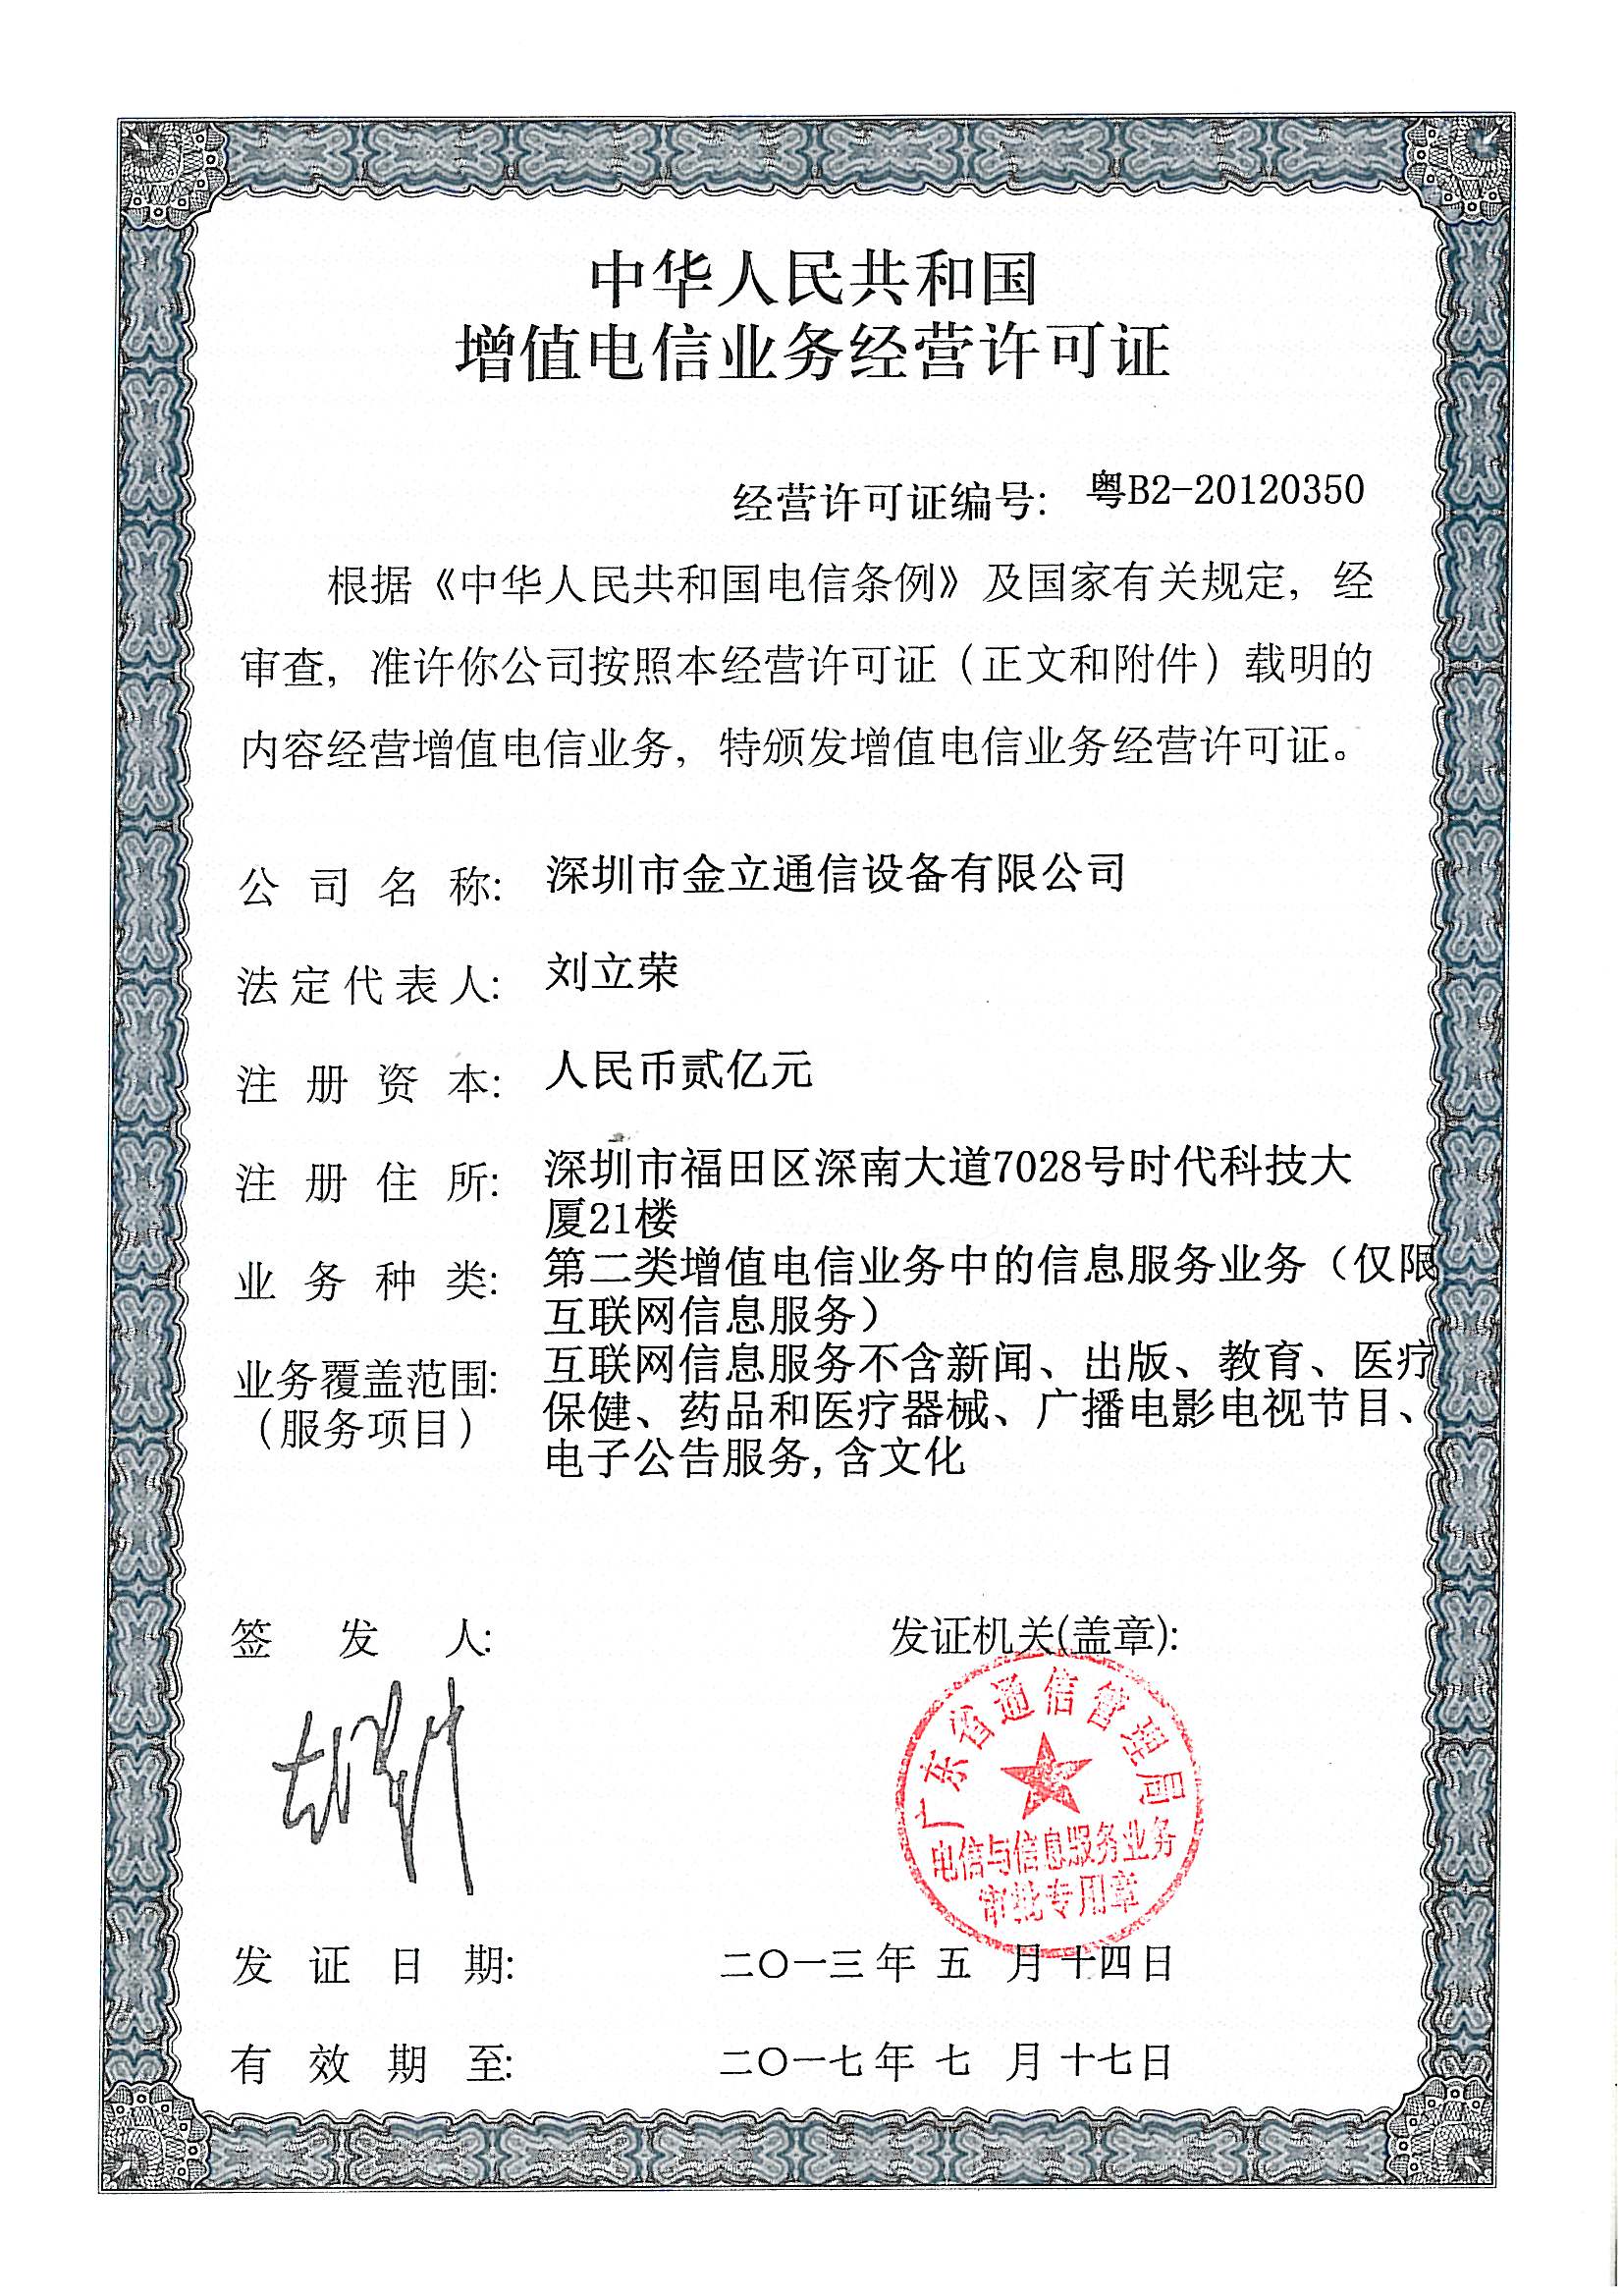 中华人民共和国
增值电信业务经营许可证
经营许可证编号: 粤B2-20120350
根据《中华人民共和国电信条例》及国家有关规定，经
审查，准许你公司按照本经营许可证（正文和附件）载明的
内容经营增值电信业务，特颁发增值电信业务经营许可证。
公司名称: 深圳市金立通信设备有限公司
法定代表人: 刘立荣
注册资本: 人民币贰亿元
注册住所: 深圳市福田区深南大道7028号时代科技大
厦21楼
业务种类: 第二类增值电信业务中的信息服务业务（仅限
互联网信息服务）
业务覆盖范围: 互联网信息服务不含新闻、出版、教育、医疗
（服务项目） 保健、药品和医疗器械、广播电影电视节目、
电子公告服务,含文化
签发人:
发证机关(盖章):
广东省通信管理局
电信与信息服务业务
审批专用章
发证日期: 二〇一三年 五 月 十四日
有效期至: 二〇一七年 七 月 十七日